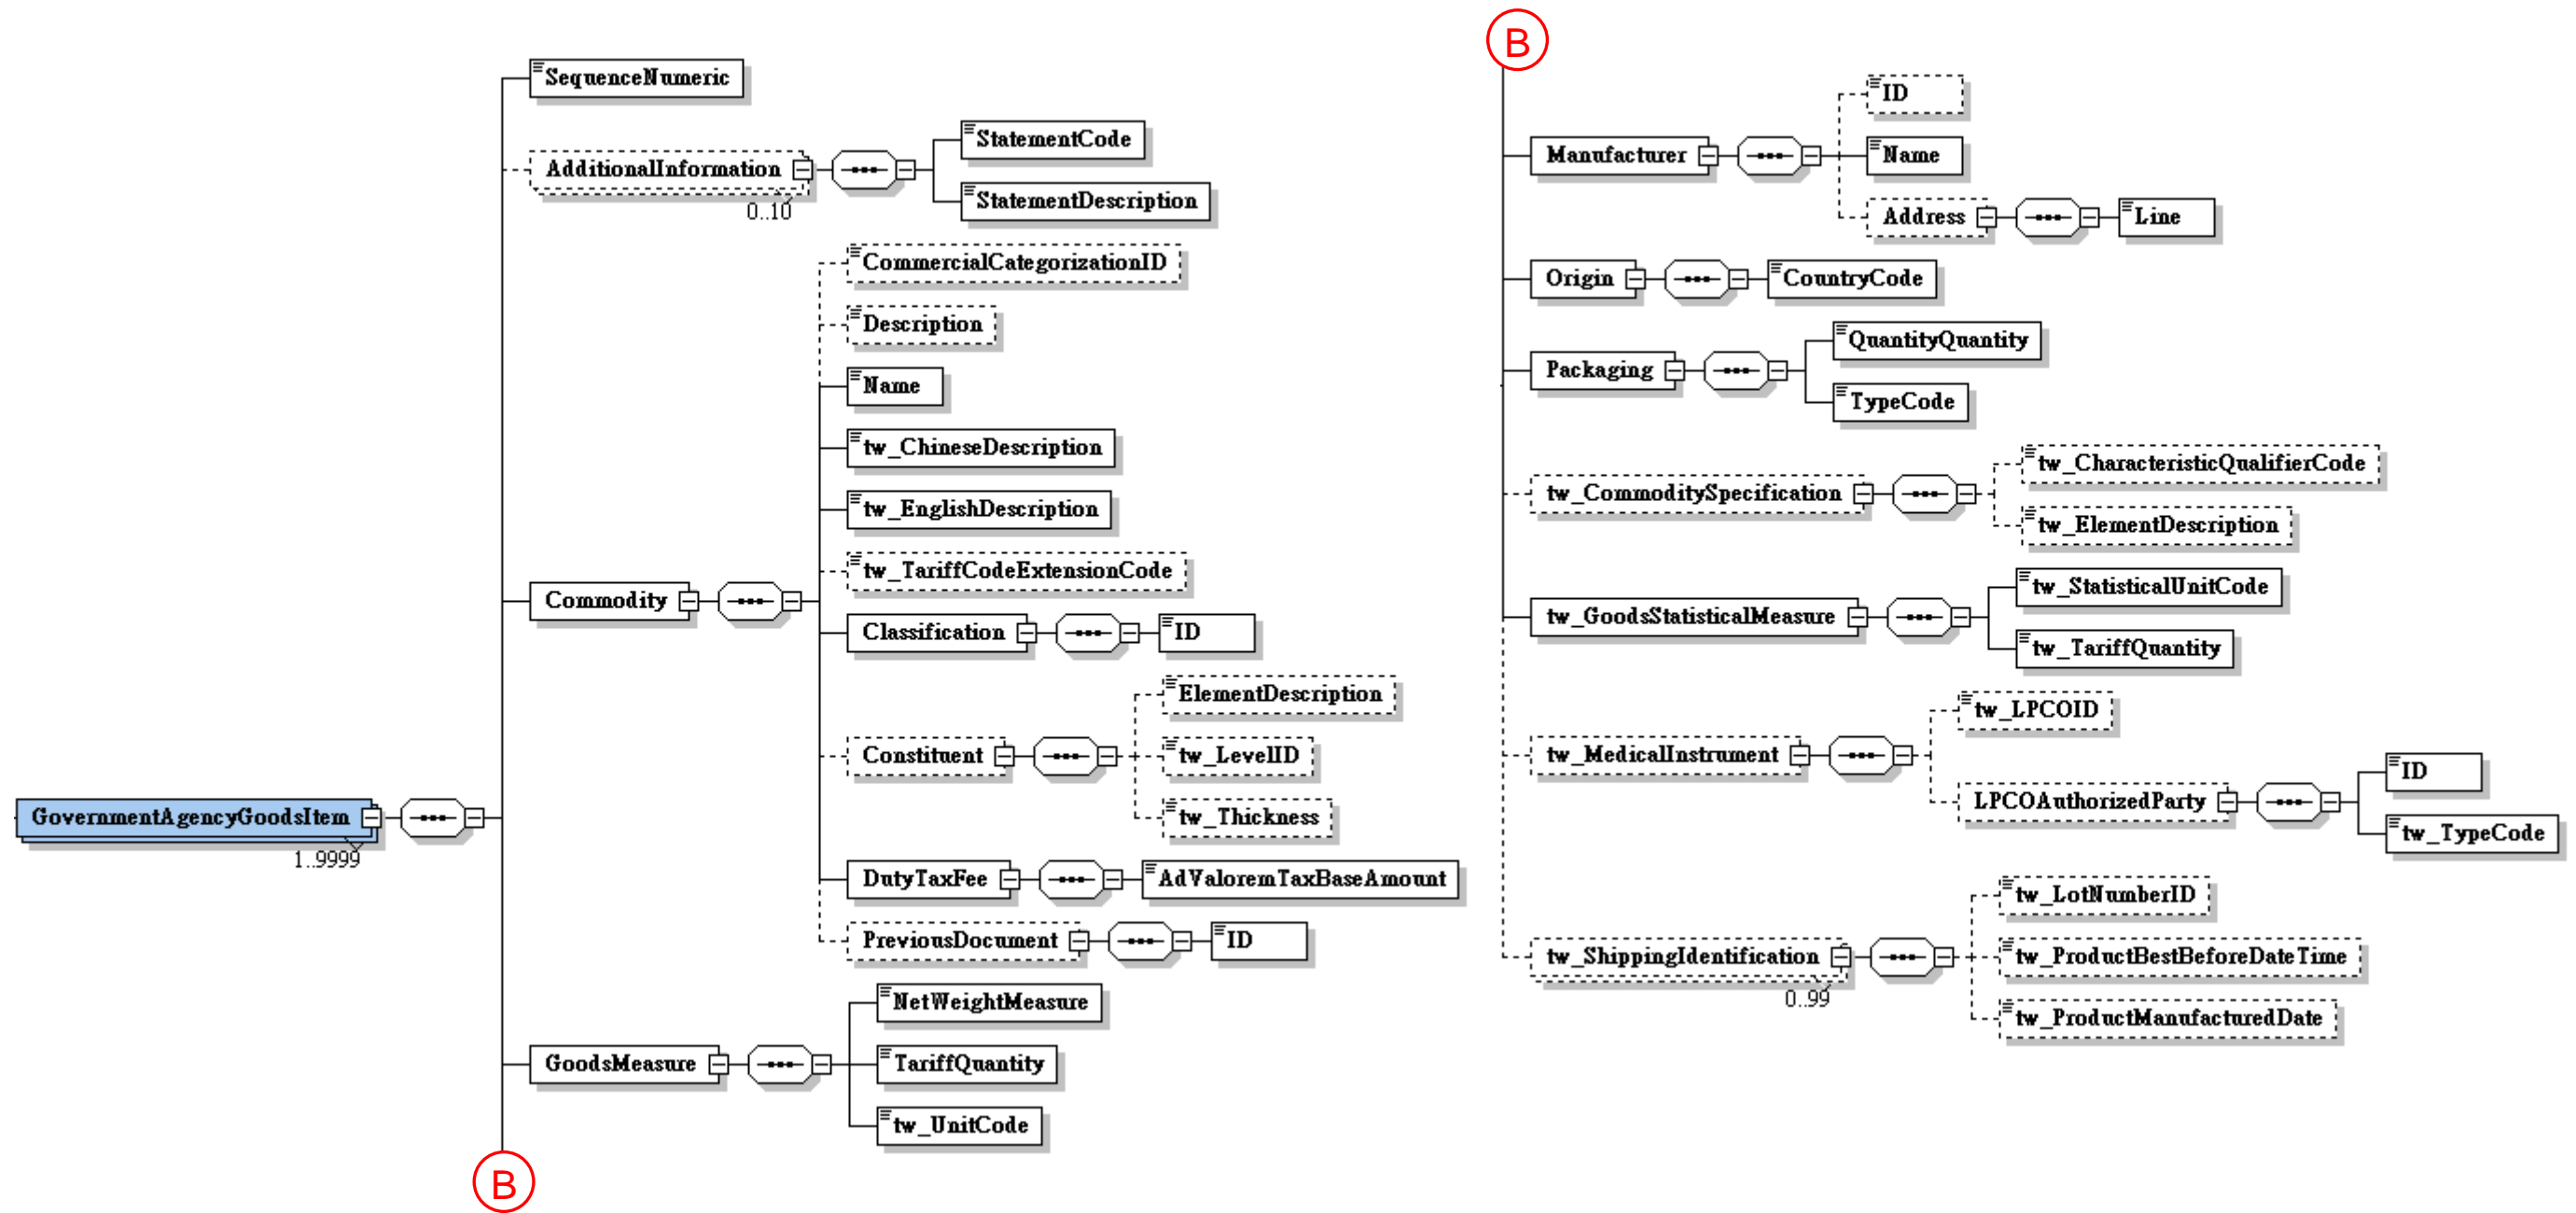 SequenceNumeric
AdditionalInformation
0..10
StatementCode
StatementDescription
CommercialCategorizationID
Description
Name
tw_ChineseDescription
tw_EnglishDescription
tw_TariffCodeExtensionCode
Commodity
Classification
ID
ElementDescription
Constituent
tw_LevelID
tw_Thickness
GovernmentAgencyGoodsItem
1..9999
DutyTaxFee
AdValoremTaxBaseAmount
PreviousDocument
ID
NetWeightMeasure
GoodsMeasure
TariffQuantity
tw_UnitCode
B
B
ID
Manufacturer
Name
Address
Line
Origin
CountryCode
QuantityQuantity
Packaging
TypeCode
tw_CharacteristicQualifierCode
tw_CommoditySpecification
tw_ElementDescription
tw_StatisticalUnitCode
tw_GoodsStatisticalMeasure
tw_TariffQuantity
tw_LPCOID
tw_MedicalInstrument
ID
LPCOAuthorizedParty
tw_TypeCode
tw_LotNumberID
tw_ShippingIdentification
0..99
tw_ProductBestBeforeDateTime
tw_ProductManufacturedDate